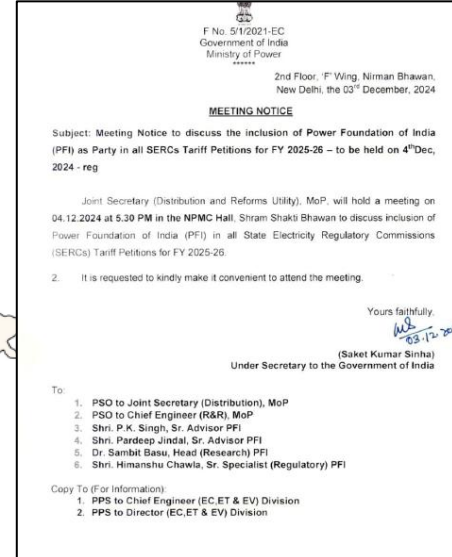 F No. 5/1/2021-EC
Government of India
Ministry of Power
******
2nd Floor, 'F' Wing, Nirman Bhawan,
New Delhi, the 03rd December, 2024
MEETING NOTICE
Subject: Meeting Notice to discuss the inclusion of Power Foundation of India
(PFI) as Party in all SERCs Tariff Petitions for FY 2025-26 – to be held on 4thDec,
2024 - reg
Joint Secretary (Distribution and Reforms Utility), MoP, will hold a meeting on
04.12.2024 at 5.30 PM in the NPMC Hall, Shram Shakti Bhawan to discuss inclusion of
Power Foundation of India (PFI) in all State Electricity Regulatory Commissions
(SERCs) Tariff Petitions for FY 2025-26.
2. It is requested to kindly make it convenient to attend the meeting.
Yours faithfully,
03.12.20
(Saket Kumar Sinha)
Under Secretary to the Government of India
To:
1. PSO to Joint Secretary (Distribution), MoP
2. PSO to Chief Engineer (R&R), MoP
3. Shri. P.K. Singh, Sr. Advisor PFI
4. Shri. Pardeep Jindal, Sr. Advisor PFI
5. Dr. Sambit Basu, Head (Research) PFI
6. Shri. Himanshu Chawla, Sr. Specialist (Regulatory) PFI
Copy To (For Information):
1. PPS to Chief Engineer (EC,ET & EV) Division
2. PPS to Director (EC,ET & EV) Division